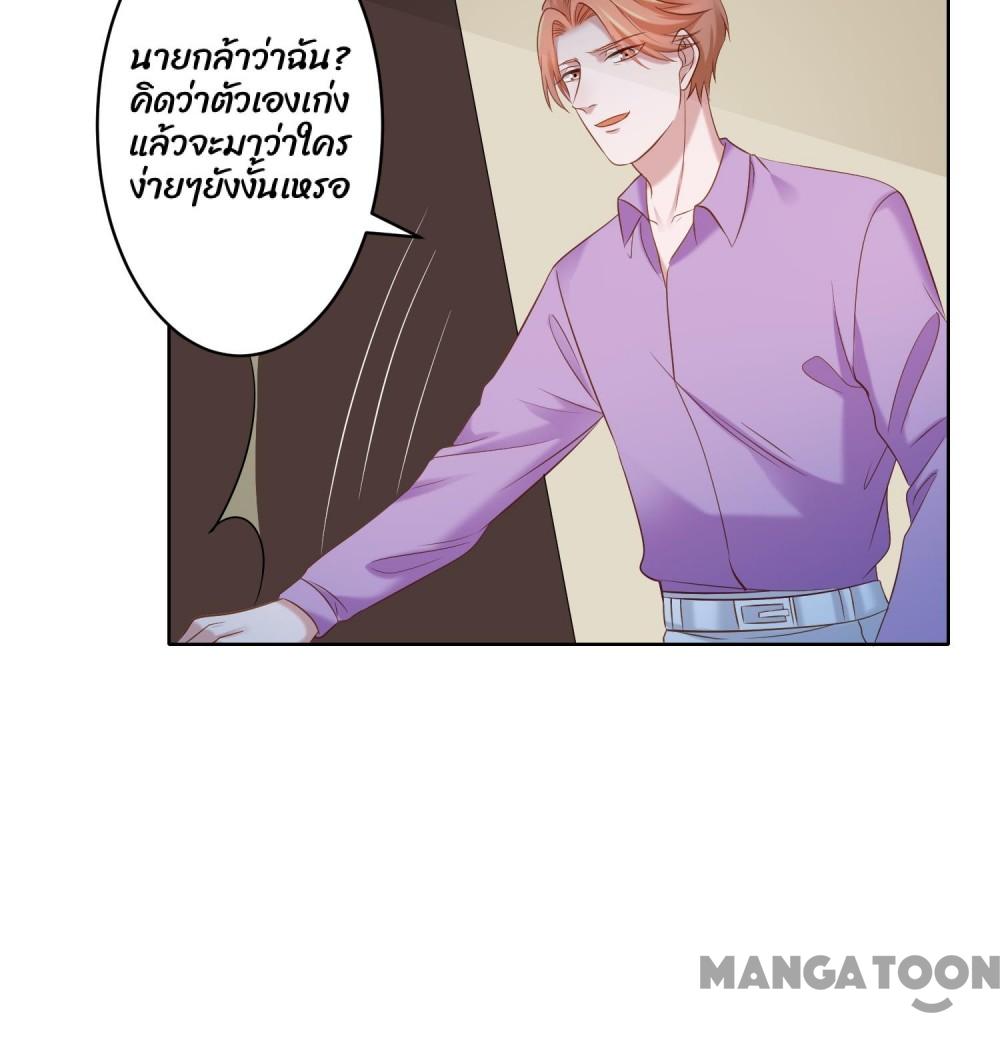 นายกล้าว่าฉัน?
คิดว่าตัวเองเก่ง
แล้วจะมาว่าใคร
ง่ายๆยังงั้นเหรอ
MANGATOON